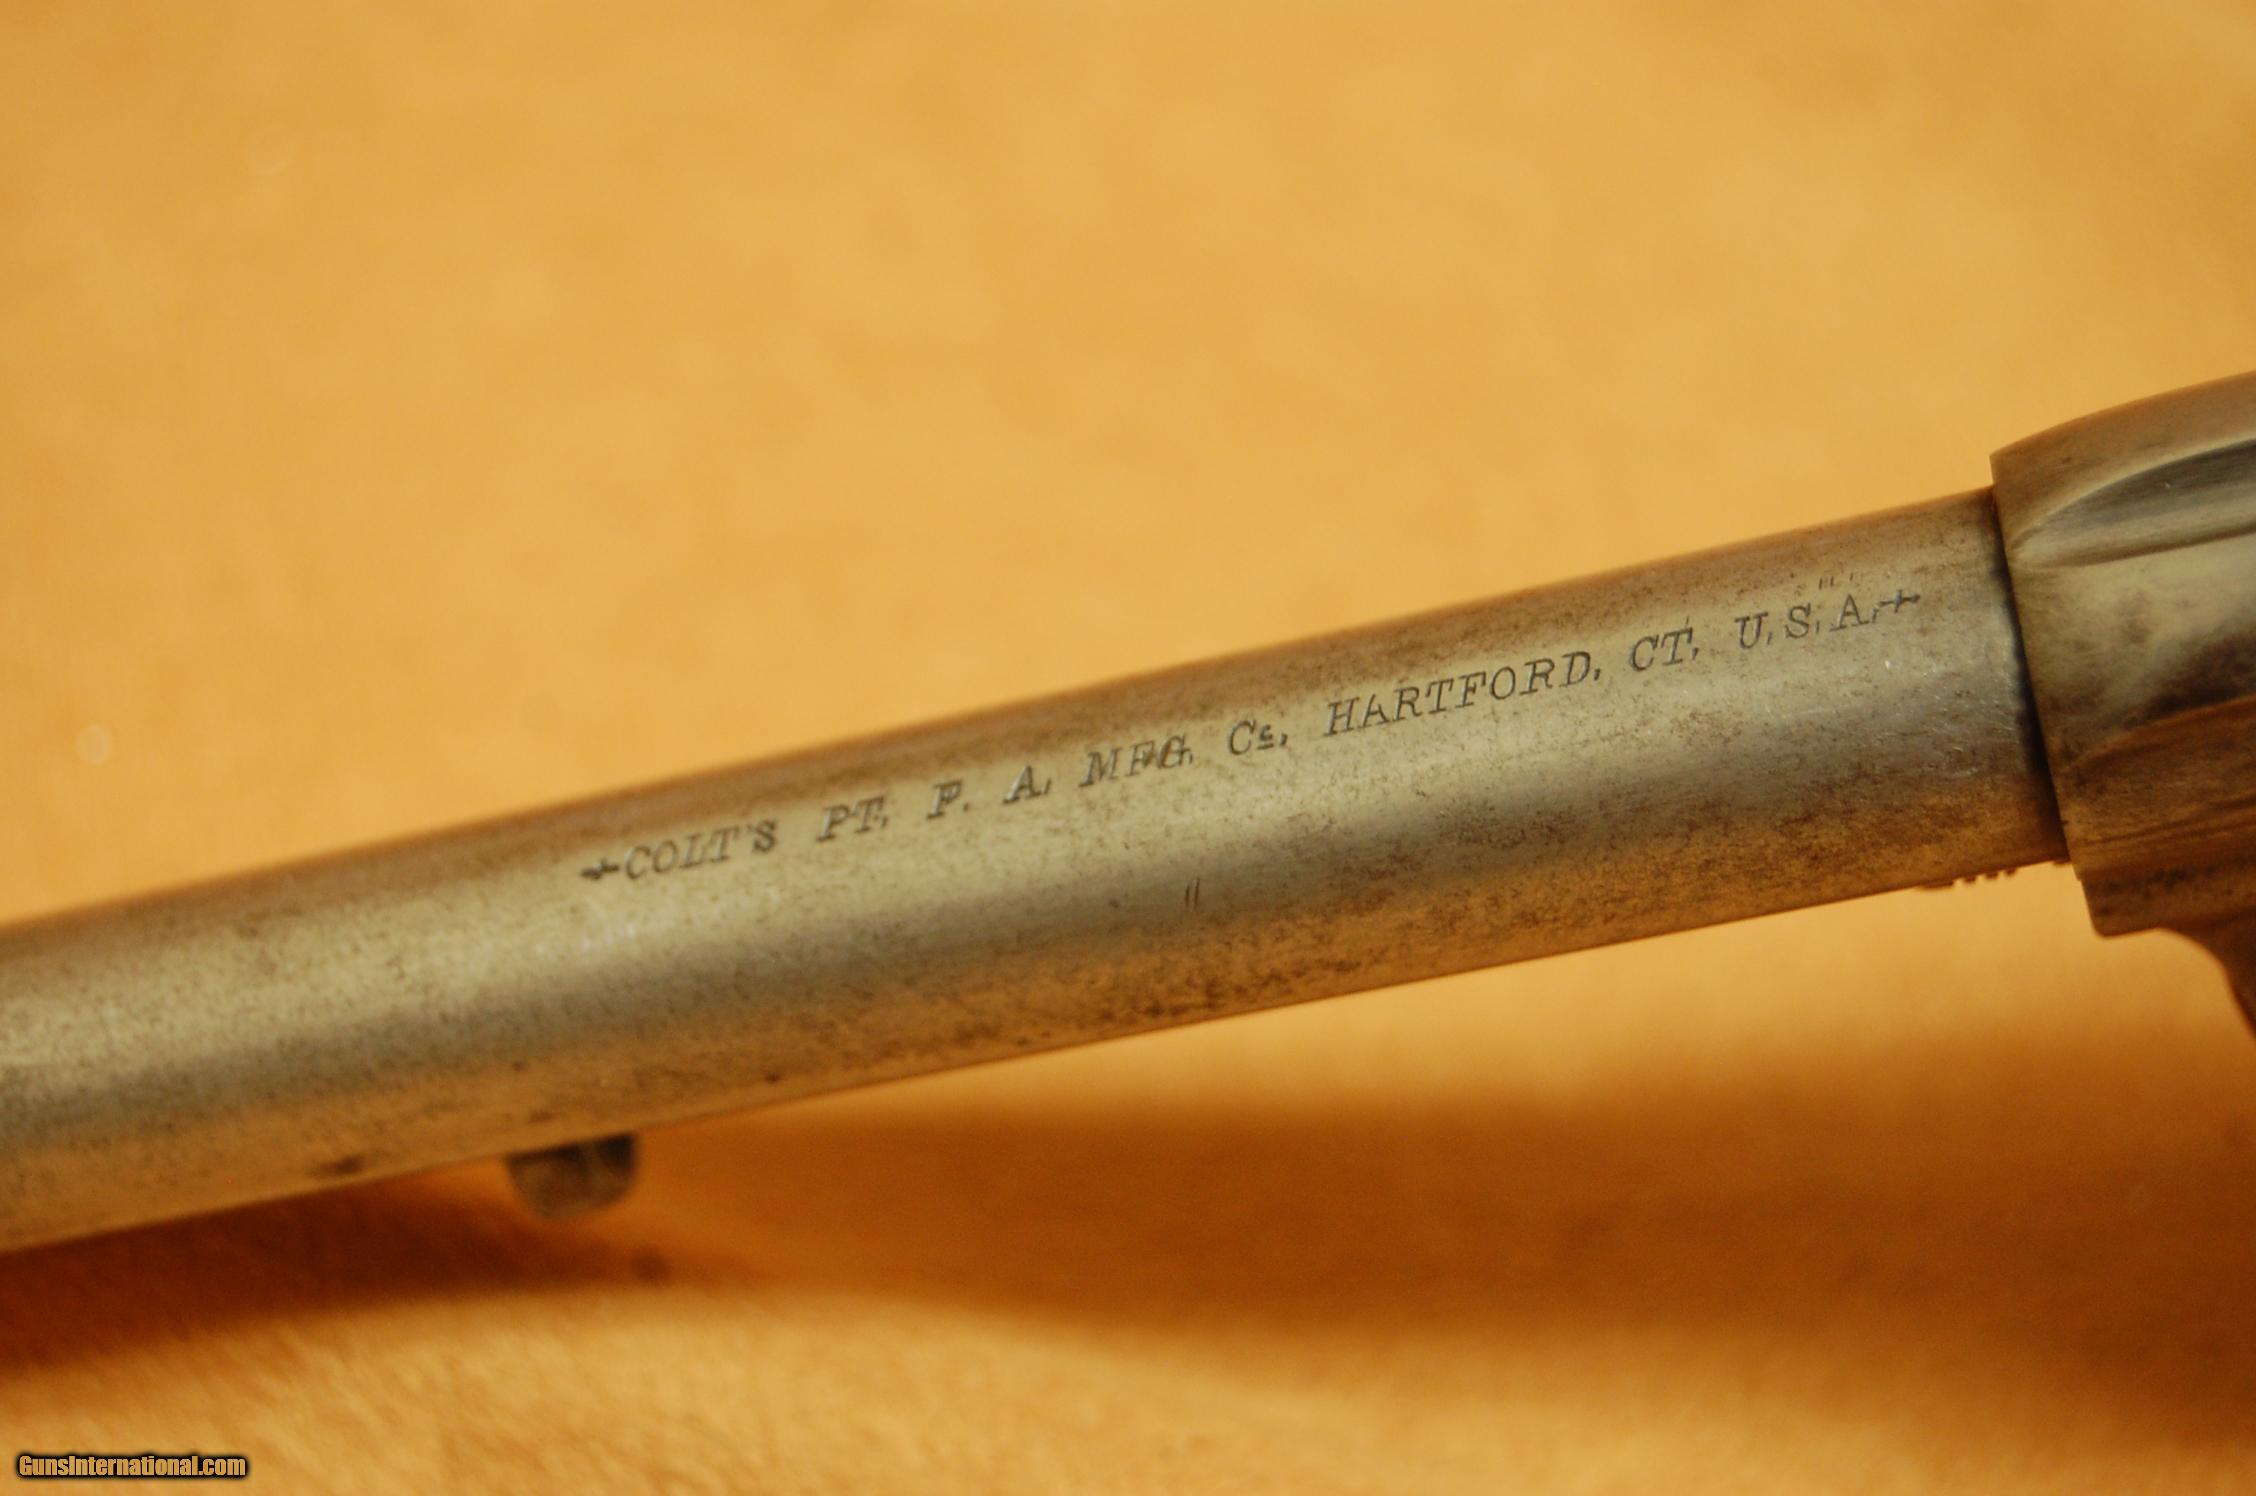 COLT'S PT. F. A. MFG. Co. HARTFORD, CT, U.S.A.
GunsInternational.com